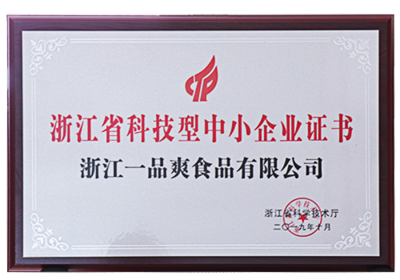 浙江省科技型中小企业证书
浙江一品爽食品有限公司
浙江省科学技术厅
二〇一九年十月